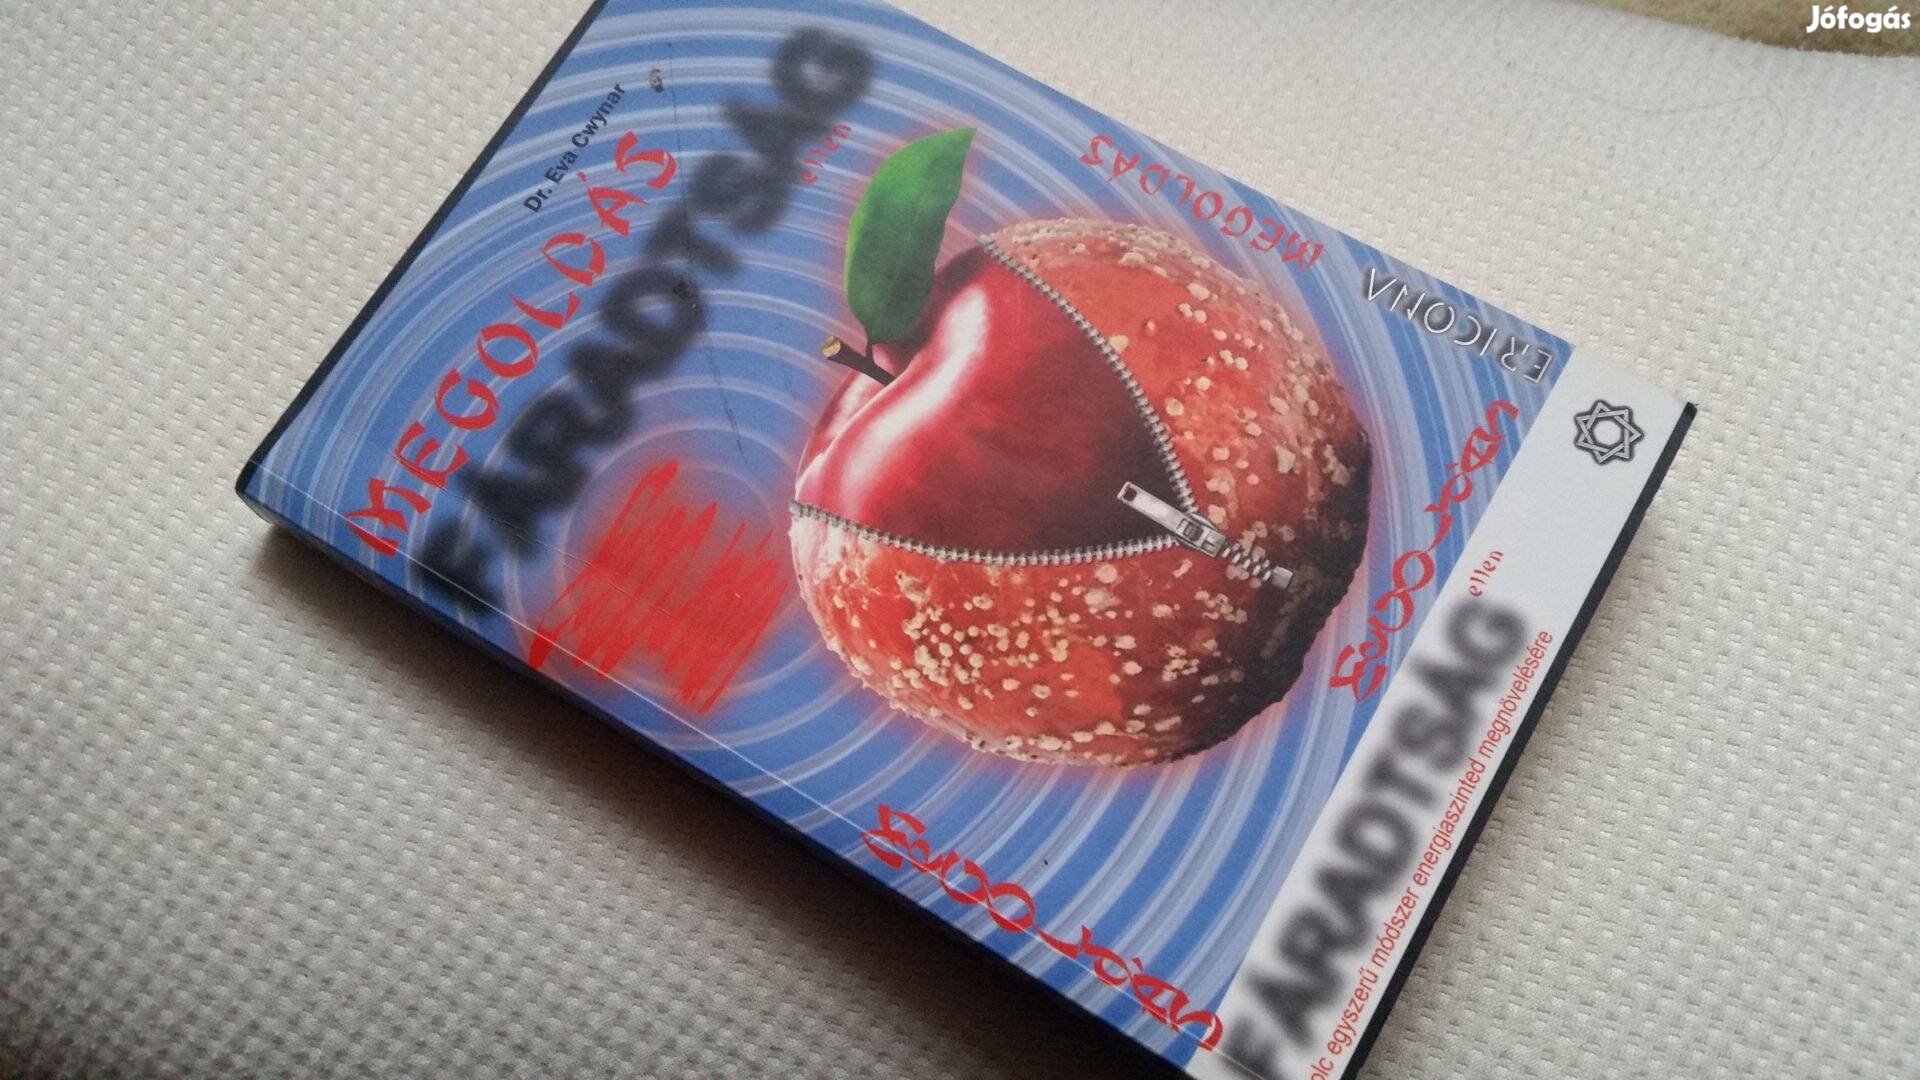 Jófogás
Dr. Eva Cwynar
MEGOLDÁS
FÁRADTSÁG
ellen
MEGOLDÁS
ERICONA
ellen
FÁRADTSÁG
egyszerű módszer energiaszinted megnövelésére